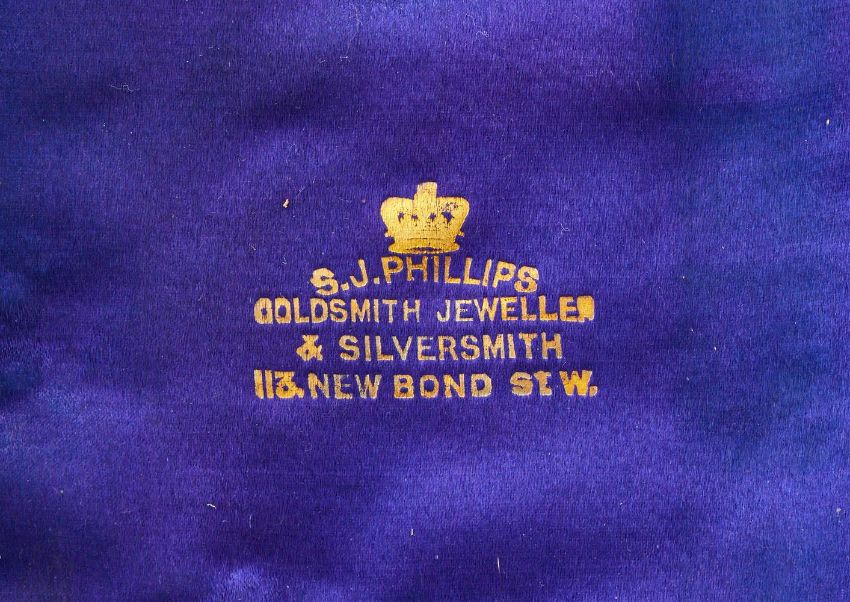 S.J.PHILLIPS
GOLDSMITH JEWELLER
& SILVERSMITH
113, NEW BOND ST. W.